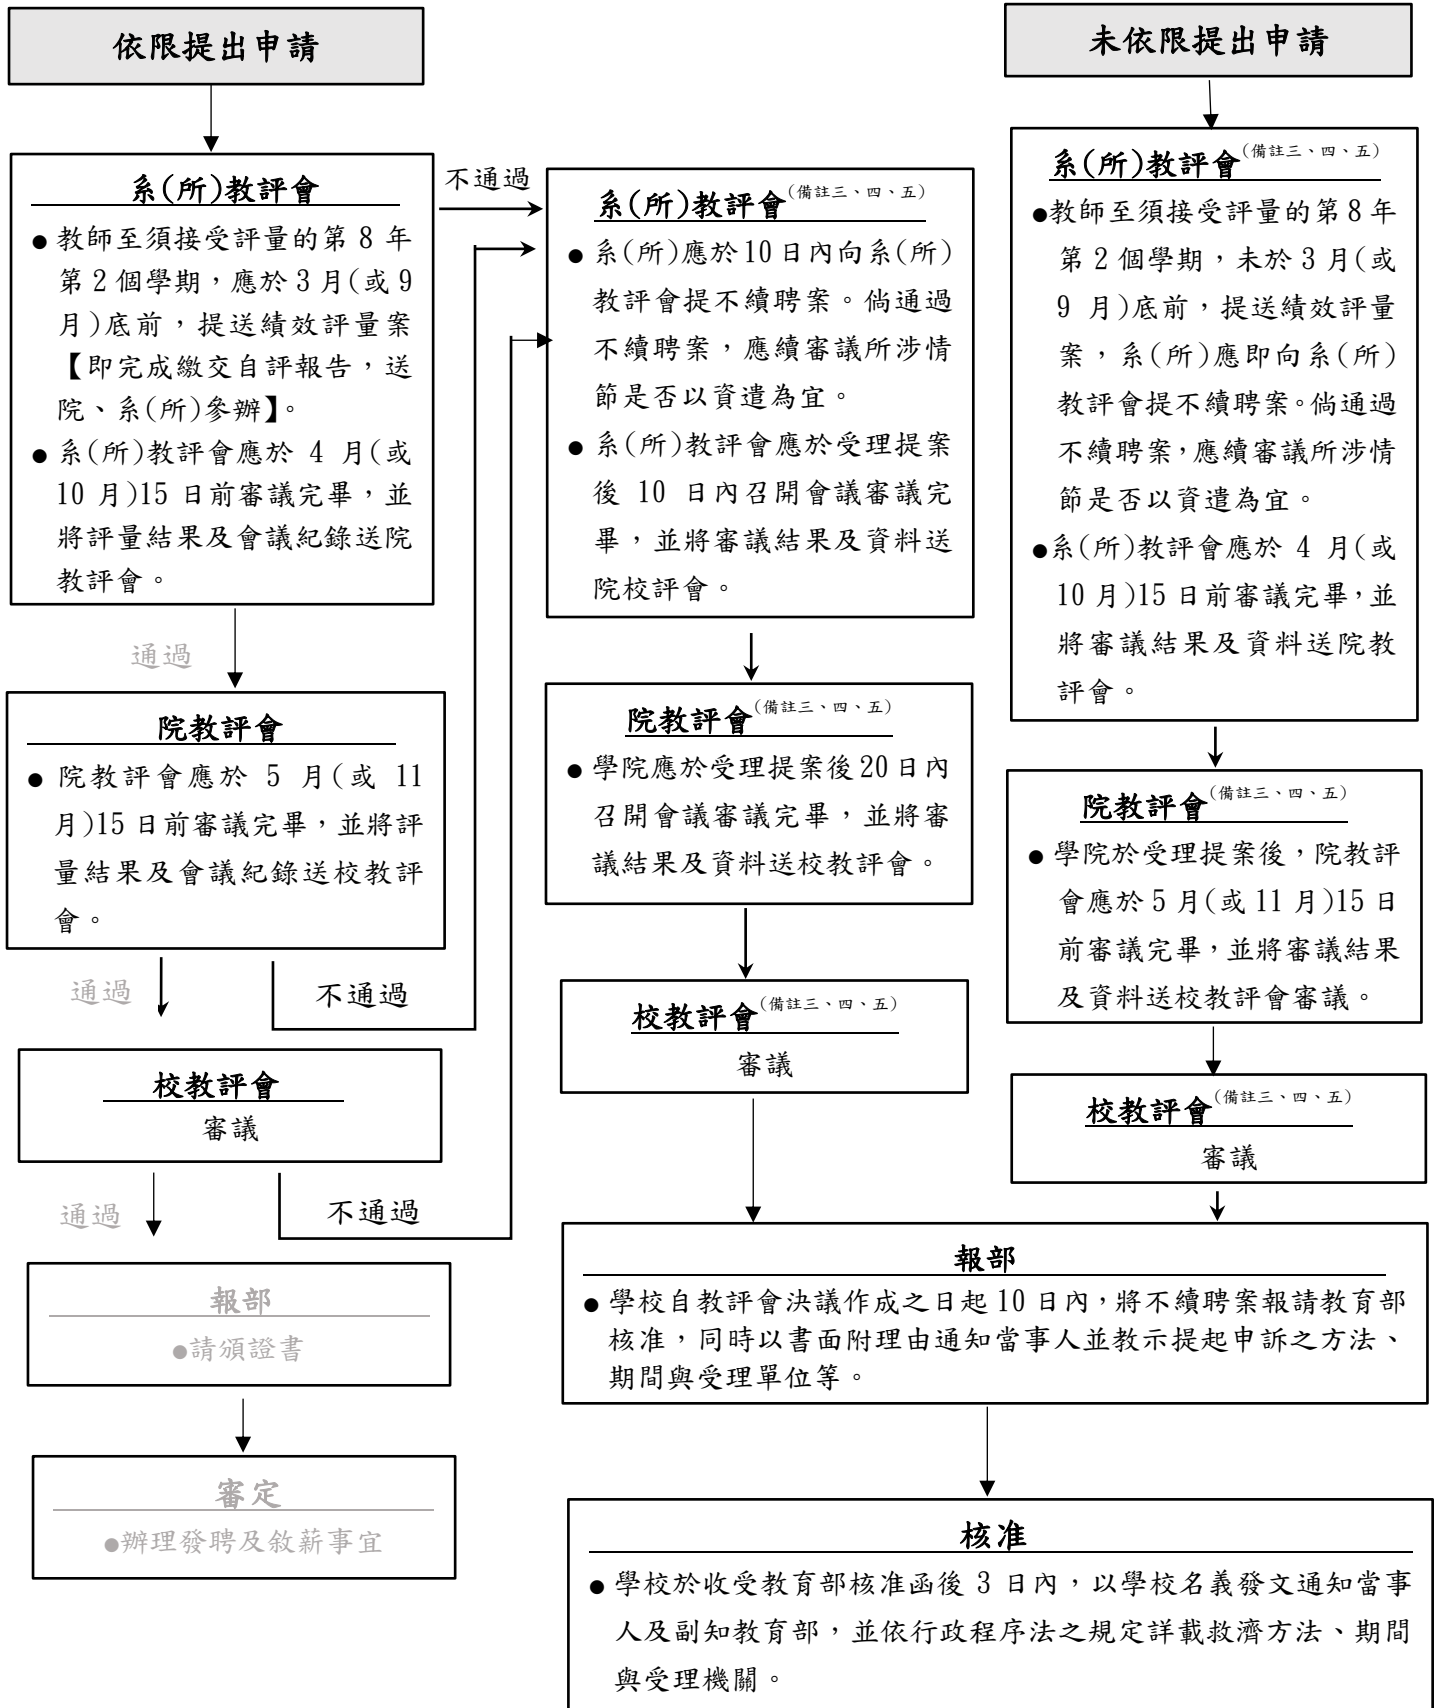 依限提出申請
系(所)教評會
● 教師至須接受評量的第 8 年
第 2 個學期，應於 3 月(或 9
月)底前，提送績效評量案
【即完成繳交自評報告，送
院、系(所)參辦】。
● 系(所)教評會應於 4 月(或
10 月)15 日前審議完畢，並
將評量結果及會議紀錄送院
教評會。
通過
不通過
院教評會
● 院教評會應於 5 月(或 11
月)15 日前審議完畢，並將評
量結果及會議紀錄送校教評
會。
通過
不通過
校教評會
審議
通過
不通過
報部
●請頒證書
審定
●辦理發聘及敘薪事宜
系(所)教評會(備註三、四、五)
● 系(所)應於 10 日內向系(所)
教評會提不續聘案。倘通過
不續聘案，應續審議所涉情
節是否以資遣為宜。
● 系(所)教評會應於受理提案
後 10 日內召開會議審議完
畢，並將審議結果及資料送
院校評會。
院教評會(備註三、四、五)
● 學院應於受理提案後 20 日內
召開會議審議完畢，並將審
議結果及資料送校教評會。
校教評會(備註三、四、五)
審議
未依限提出申請
系(所)教評會(備註三、四、五)
●教師至須接受評量的第 8 年
第 2 個學期，未於 3 月(或
9 月)底前，提送績效評量
案，系(所)應即向系(所)
教評會提不續聘案。倘通過
不續聘案，應續審議所涉情
節是否以資遣為宜。
●系(所)教評會應於 4 月(或
10 月)15 日前審議完畢，並
將審議結果及資料送院教
評會。
院教評會(備註三、四、五)
● 學院於受理提案後，院教評
會應於 5 月(或 11 月)15 日
前審議完畢，並將審議結果
及資料送校教評會審議。
校教評會(備註三、四、五)
審議
報部
● 學校自教評會決議作成之日起 10 日內，將不續聘案報請教育部
核准，同時以書面附理由通知當事人並教示提起申訴之方法、
期間與受理單位等。
核准
● 學校於收受教育部核准函後 3 日內，以學校名義發文通知當事
人及副知教育部，並依行政程序法之規定詳載救濟方法、期間
與受理機關。